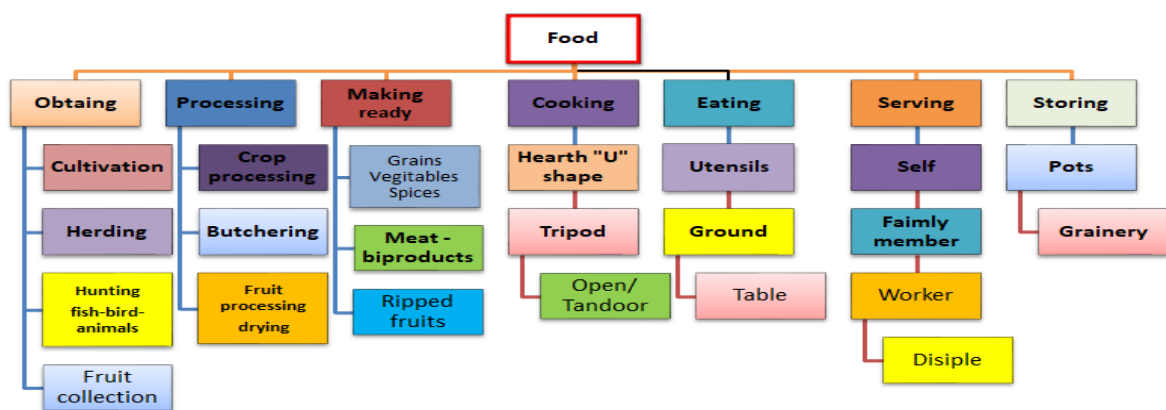 Food
Obtaing
Processing
Making
ready
Cooking
Eating
Serving
Storing
Cultivation
Crop
processing
Grains
Vegitables
Spices
Hearth "U"
shape
Utensils
Self
Pots
Herding
Butchering
Meat -
biproducts
Tripod
Ground
Faimly
member
Grainery
Hunting
fish-bird-
animals
Fruit
processing
drying
Ripped
fruits
Open/
Tandoor
Table
Worker
Fruit
collection
Disiple